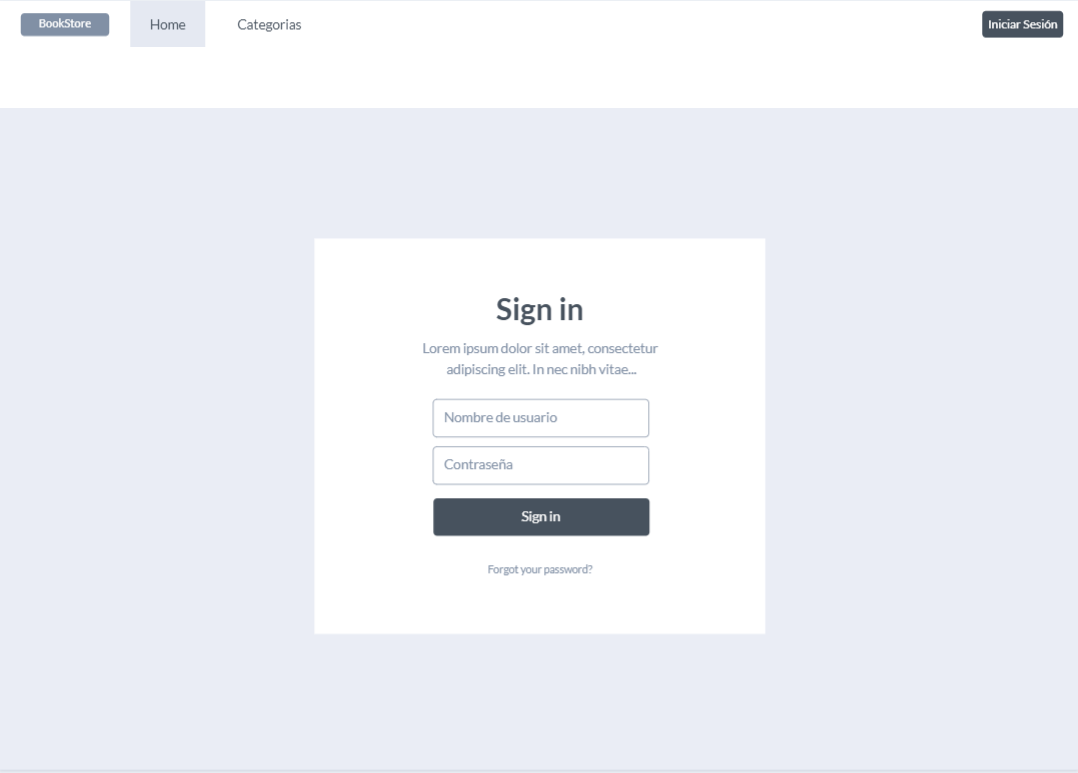 BookStore
Home
Categorias
Iniciar Sesión
Sign in
Lorem ipsum dolor sit amet, consectetur
adipiscing elit. In nec nibh vitae...
Nombre de usuario
Contraseña
Sign in
Forgot your password?